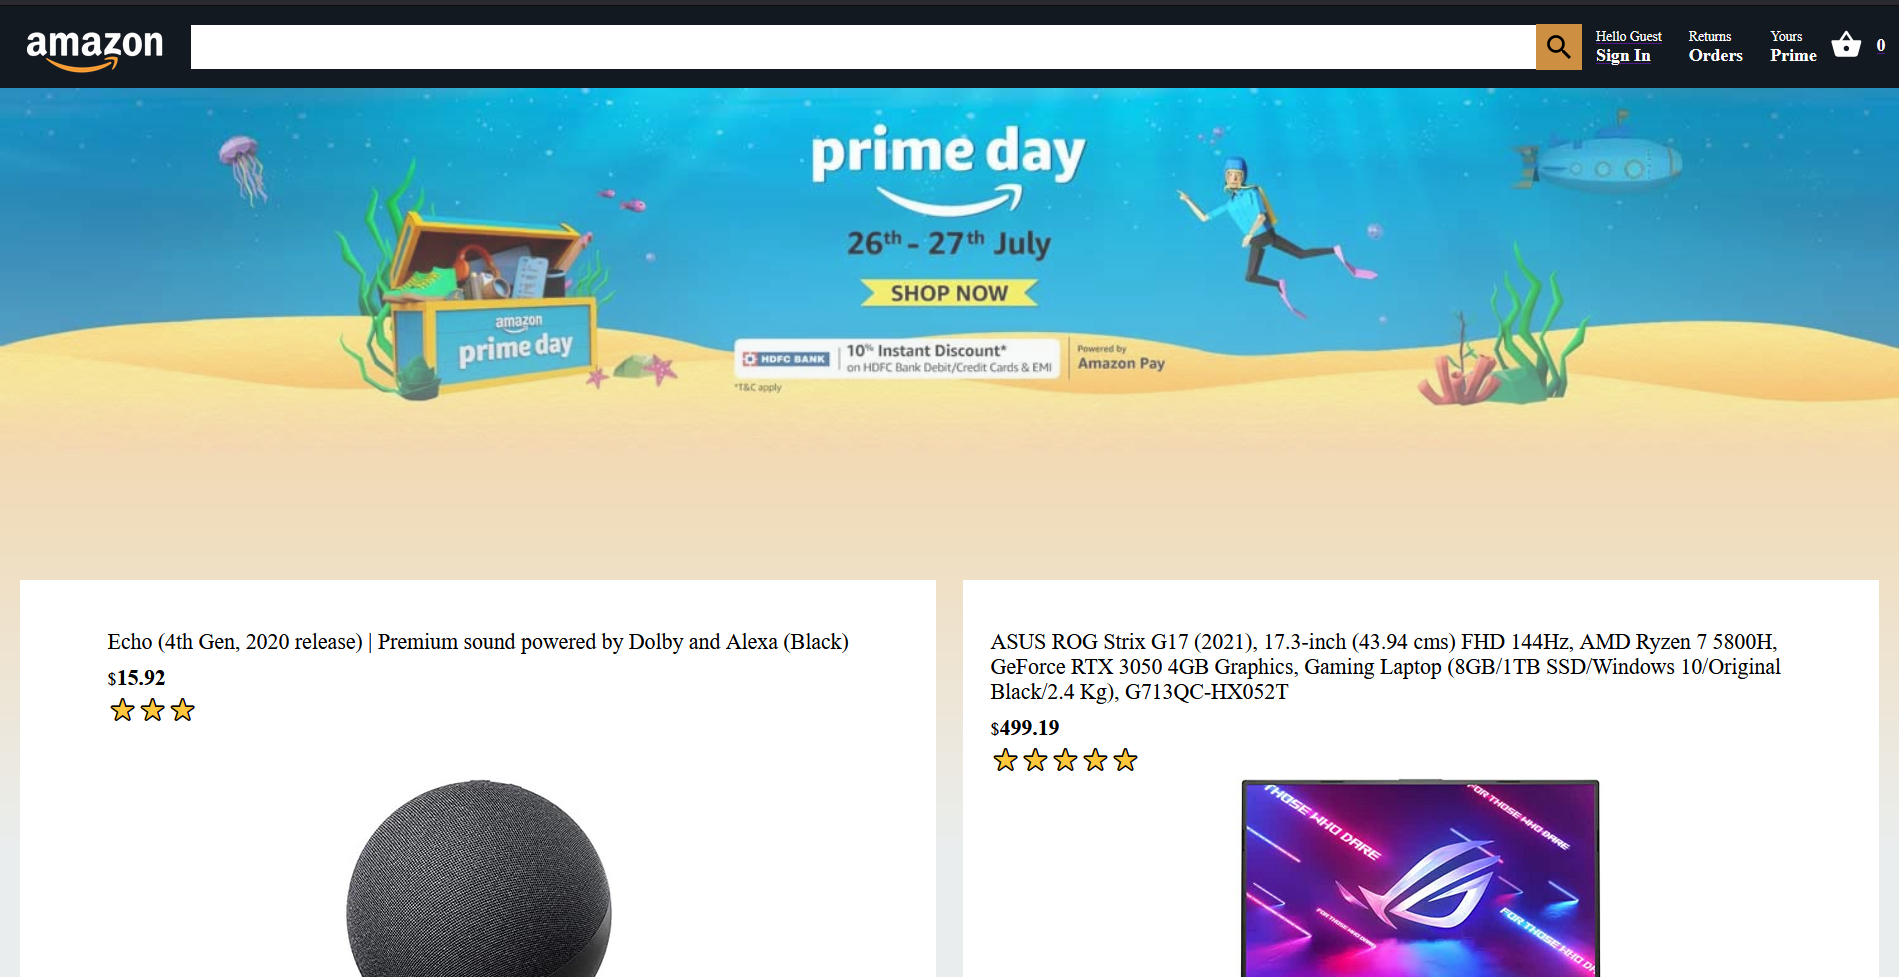 amazon
Hello Guest
Sign In
Returns
Orders
Yours
Prime
0
prime day
26th - 27th July
SHOP NOW
HDFC BANK
10% Instant Discount*
on HDFC Bank Debit/Credit Cards & EMI
Powered by
Amazon Pay
*T&C apply
amazon
prime day
Echo (4th Gen, 2020 release) | Premium sound powered by Dolby and Alexa (Black)
$15.92
ASUS ROG Strix G17 (2021), 17.3-inch (43.94 cms) FHD 144Hz, AMD Ryzen 7 5800H,
GeForce RTX 3050 4GB Graphics, Gaming Laptop (8GB/1TB SSD/Windows 10/Original
Black/2.4 Kg), G713QC-HX052T
$499.19
THOSE WHO DARE
FOR THOSE WHO DARE
FOR THOSE WHO DARE
FOR THOSE WHO DA